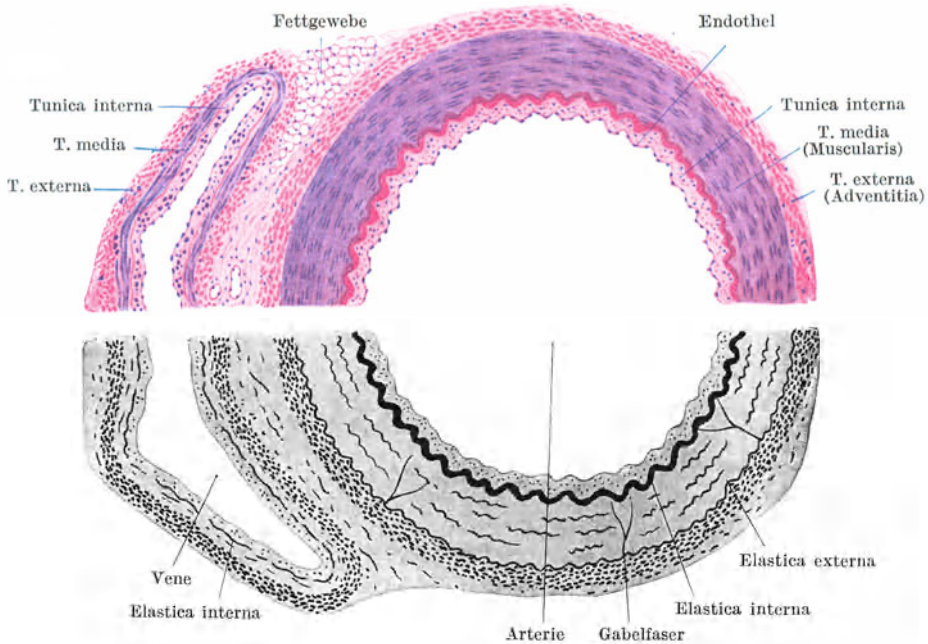 Fettgewebe
Endothel
Tunica interna
T. media
T. externa
Tunica interna
T. media
(Muscularis)
T. externa
(Adventitia)
Vene
Elastica interna
Elastica externa
Elastica interna
Arterie
Gabelfaser